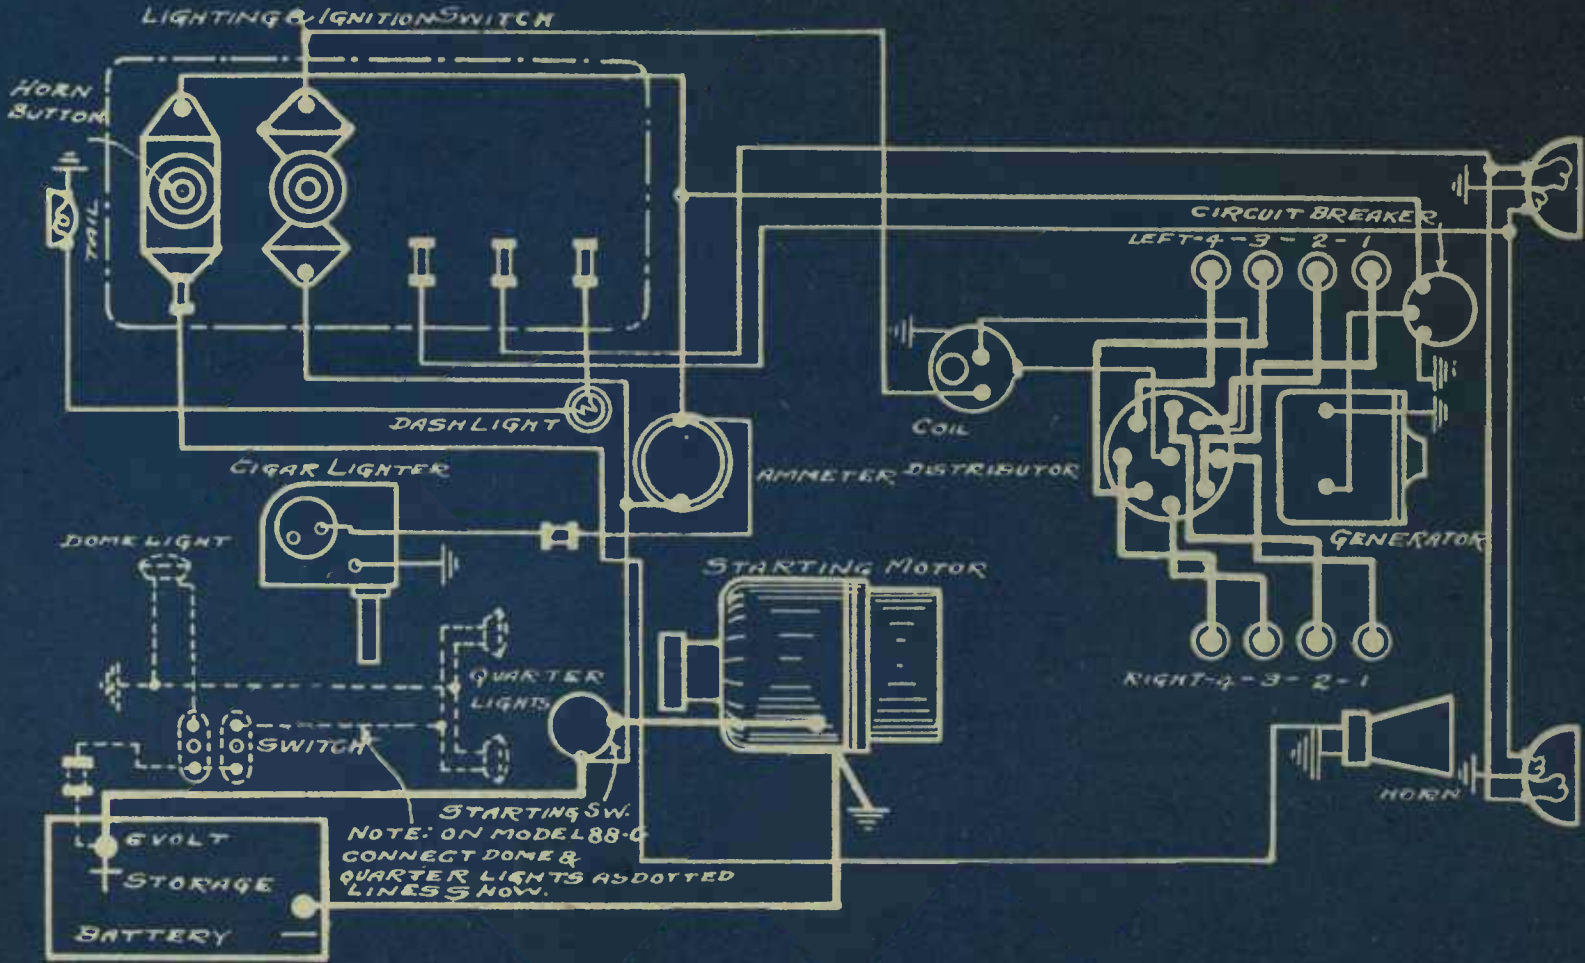 LIGHTING & IGNITION SWITCH
HORN
BUTTON
TAIL
CIRCUIT BREAKER
LEFT-4-3-2-1
DASH LIGHT
COIL
CIGAR LIGHTER
AMMETER
DISTRIBUTOR
DOME LIGHT
GENERATOR
STARTING MOTOR
QUARTER
LIGHTS
RIGHT-4-3-2-1
SWITCH
HORN
STARTING SW.
NOTE: ON MODEL 88-6
CONNECT DOME &
QUARTER LIGHTS AS DOTTED
LINES SHOW.
6 VOLT
STORAGE
BATTERY